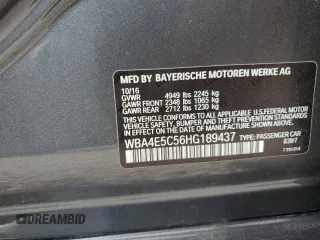 MFD BY BAYERISCHE MOTOREN WERKE AG
10/16
GVWR 4949 lbs 2245 kg
GAWR FRONT 2348 lbs 1065 kg
GAWR REAR 2712 lbs 1230 kg
THIS VEHICLE CONFORMS TO ALL APPLICABLE U.S. FEDERAL MOTOR
VEHICLE SAFETY, BUMPER, AND THEFT PREVENTION STANDARDS
IN EFFECT ON THE DATE OF MANUFACTURE SHOWN ABOVE.
WBA4E5C56HG189437 TYPE: PASSENGER CAR
DREAMBID